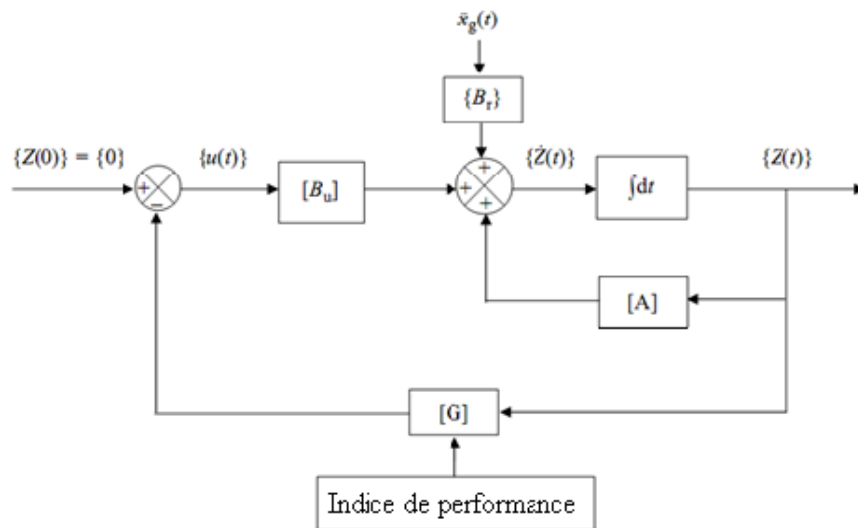 ẍg(t)
{Br}
{Z(0)} = {0}
{u(t)}
[Bu]
{Ż(t)}
∫dt
{Z(t)}
[A]
[G]
Indice de performance